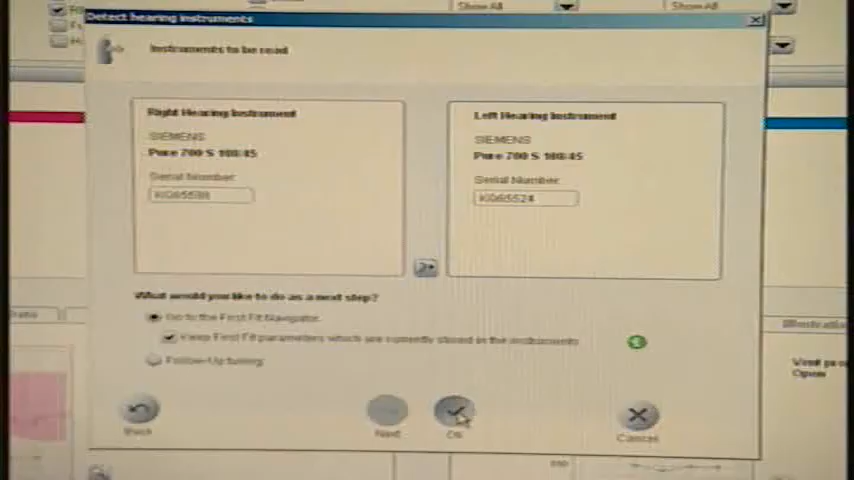 Show All
Show All
Detect hearing instruments
Instruments to be read
Right Hearing Instrument
SIEMENS
Pure 700 S 108/45
Serial Number:
Left Hearing Instrument
SIEMENS
Pure 700 S 108/45
Serial Number:
What would you like to do as a next step?
Go to the First Fit Navigator.
Keep First Fit parameters which are currently stored in the instruments
Follow-Up tuning
Back
Next
OK
Cancel
Open